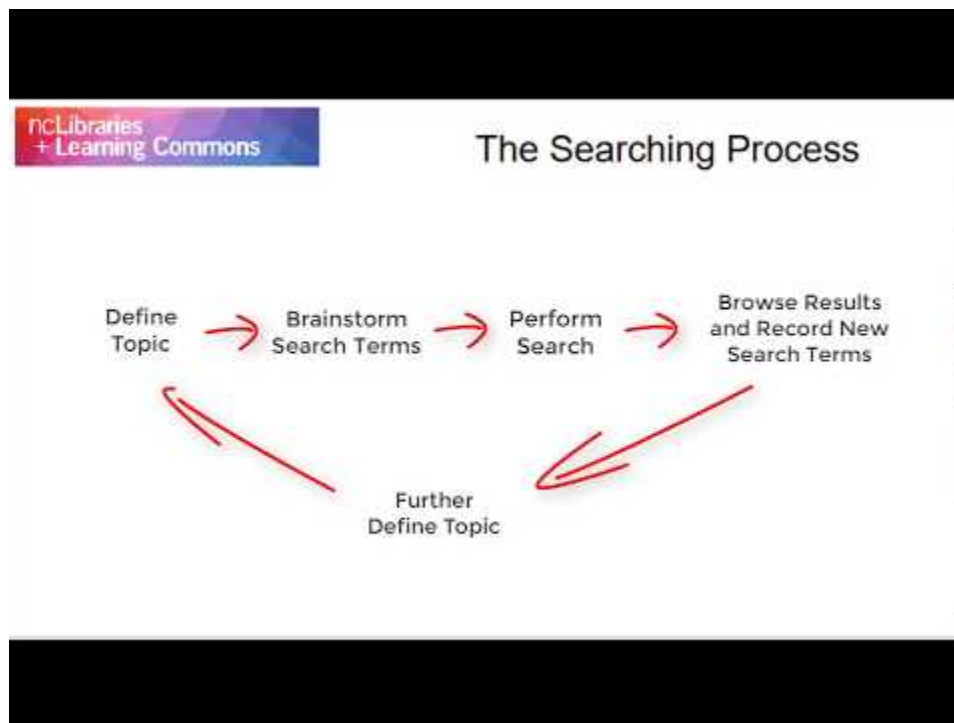 ncLibraries
+ Learning Commons
The Searching Process
Define
Topic
Brainstorm
Search Terms
Perform
Search
Browse Results
and Record New
Search Terms
Further
Define Topic